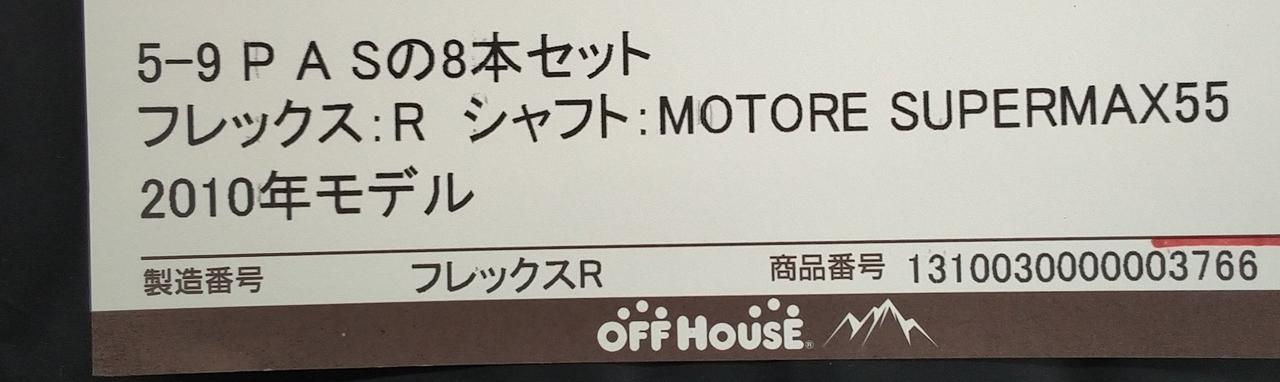 5-9 P A Sの8本セット
フレックス:R シャフト:MOTORE SUPERMAX55
2010年モデル
製造番号 フレックスR 商品番号 1310030000003766
OFF HOUSE®